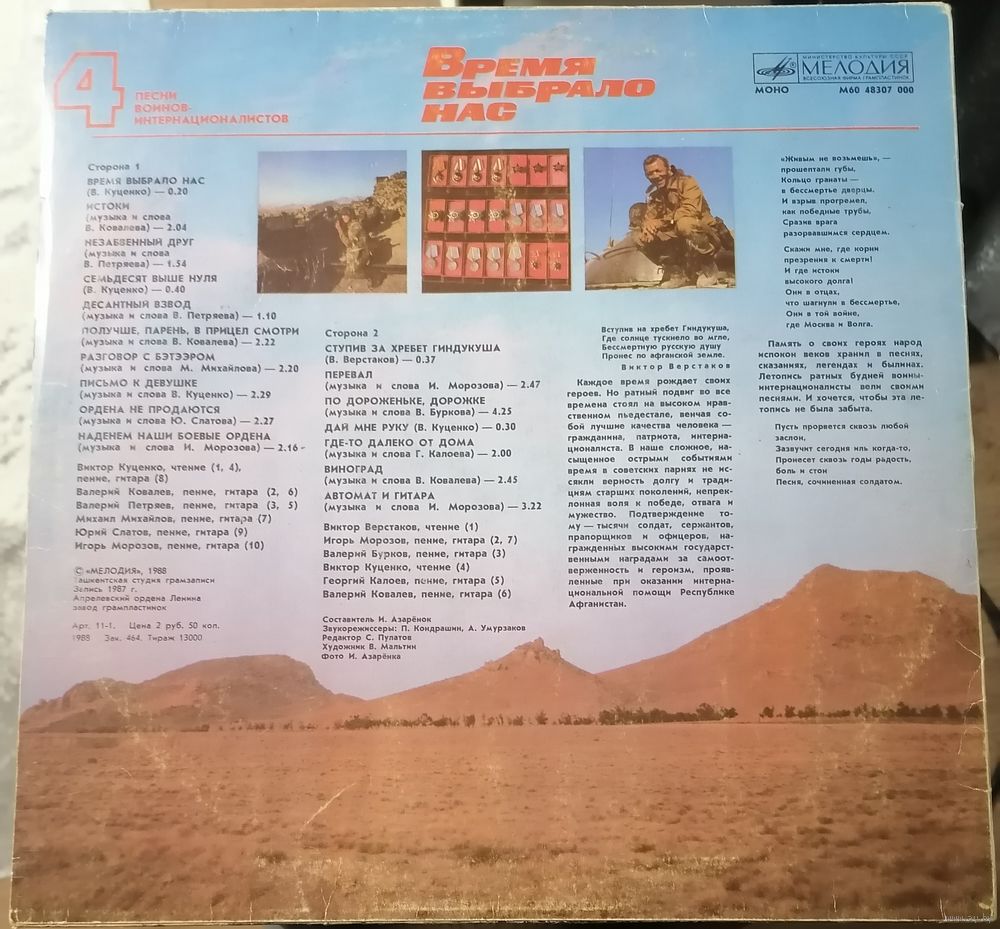 4
ПЕСНИ
ВОИНОВ-
ИНТЕРНАЦИОНАЛИСТОВ
ВРЕМЯ
ВЫБРАЛО
НАС
МИНИСТЕРСТВО КУЛЬТУРЫ СССР
МЕЛОДИЯ
ВСЕСОЮЗНАЯ ФИРМА ГРАМПЛАСТИНОК
МОНО М60 48307 000
Сторона 1
ВРЕМЯ ВЫБРАЛО НАС
(В. Куценко) — 0.20
ИСТОКИ
(музыка и слова
В. Ковалева) — 2.04
НЕЗАБВЕННЫЙ ДРУГ
(музыка и слова
В. Петряева) — 1.54
СЕМЬДЕСЯТ ВЫШЕ НУЛЯ
(В. Куценко) — 0.40
ДЕСАНТНЫЙ ВЗВОД
(музыка и слова В. Петряева) — 1.10
ПОЛУЧШЕ, ПАРЕНЬ, В ПРИЦЕЛ СМОТРИ
(музыка и слова В. Ковалева) — 2.22
РАЗГОВОР С БЭТЭЭРОМ
(музыка и слова М. Михайлова) — 2.20
ПИСЬМО К ДЕВУШКЕ
(музыка и слова В. Куценко) — 2.29
ОРДЕНА НЕ ПРОДАЮТСЯ
(музыка и слова Ю. Слатова) — 2.27
НАДЕНЕМ НАШИ БОЕВЫЕ ОРДЕНА
(музыка и слова И. Морозова) — 2.16
Виктор Куценко, чтение (1, 4),
пение, гитара (8)
Валерий Ковалев, пение, гитара (2, 6)
Валерий Петряев, пение, гитара (3, 5)
Михаил Михайлов, пение, гитара (7)
Юрий Слатов, пение, гитара (9)
Игорь Морозов, пение, гитара (10)
© «МЕЛОДИЯ», 1988
Ташкентская студия грамзаписи
Запись 1987 г.
Апрелевский ордена Ленина
завод грампластинок
Арт. 11-1. Цена 2 руб. 50 коп.
1988 Зак. 464. Тираж 13000
Сторона 2
СТУПИВ ЗА ХРЕБЕТ ГИНДУКУША
(В. Верстаков) — 0.37
ПЕРЕВАЛ
(музыка и слова И. Морозова) — 2.47
ПО ДОРОЖЕНЬКЕ, ДОРОЖКЕ
(музыка и слова В. Буркова) — 4.25
ДАЙ МНЕ РУКУ (В. Куценко) — 0.30
ГДЕ-ТО ДАЛЕКО ОТ ДОМА
(музыка и слова Г. Калоева) — 2.00
ВИНОГРАД
(музыка и слова В. Ковалева) — 2.45
АВТОМАТ И ГИТАРА
(музыка и слова И. Морозова) — 3.22
Виктор Верстаков, чтение (1)
Игорь Морозов, пение, гитара (2, 7)
Валерий Бурков, пение, гитара (3)
Виктор Куценко, чтение (4)
Георгий Калоев, пение, гитара (5)
Валерий Ковалев, пение, гитара (6)
Составитель И. Азарёнок
Звукорежиссеры: П. Кондрашин, А. Умурзаков
Редактор С. Пулатов
Художник В. Мальтин
Фото И. Азарёнка
Вступив на хребет Гиндукуша,
Где солнце тускнело во мгле,
Бессмертную русскую душу
Пронес по афганской земле.
Виктор Верстаков
Каждое время рождает своих
героев. Но ратный подвиг во все
времена стоял на высоком нрав-
ственном пьедестале, венчая со-
бой лучшие качества человека —
гражданина, патриота, интерна-
ционалиста. В наше сложное, на-
сыщенное острыми событиями
время в советских парнях не ис-
сякли верность долгу и тради-
циям старших поколений, непрек-
лонная воля к победе, отвага и
мужество. Подтверждение то-
му — тысячи солдат, сержантов,
прапорщиков и офицеров, на-
гражденных высокими государст-
венными наградами за самоот-
верженность и героизм, прояв-
ленные при оказании интерна-
циональной помощи Республике
Афганистан.
«Живым не возьмешь», —
прошептали губы,
Кольцо гранаты —
в бессмертье дверцы.
И взрыв прогремел,
как победные трубы,
Сразив врага
разорвавшимся сердцем.
Скажи мне, где корни
презрения к смерти!
И где истоки
высокого долга!
Они в отцах,
что шагнули в бессмертье,
Они в той войне,
где Москва и Волга.
Память о своих героях народ
испокон веков хранил в песнях,
сказаниях, легендах и былинах.
Летопись ратных будней воины-
интернационалисты вели своими
песнями. И хочется, чтобы эта ле-
топись не была забыта.
Пусть прорвется сквозь любой
заслон,
Зазвучит сегодня иль когда-то,
Пронесет сквозь годы радость,
боль и стон
Песня, сочиненная солдатом.